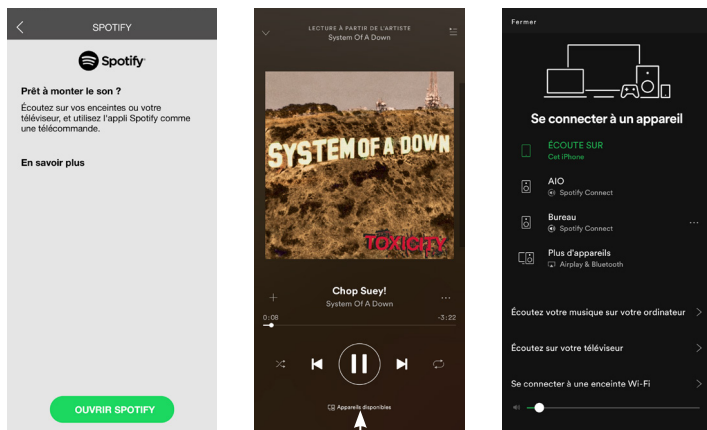 SPOTIFY
Spotify
Prêt à monter le son ?
Écoutez sur vos enceintes ou votre
téléviseur, et utilisez l'appli Spotify comme
une télécommande.
En savoir plus
OUVRIR SPOTIFY
LECTURE À PARTIR DE L'ARTISTE
System Of A Down
SYSTEM OF A DOWN
TOXICITY
Chop Suey!
System Of A Down
0:08
-3:22
Appareils disponibles
Fermer
Se connecter à un appareil
ÉCOUTE SUR
Cet iPhone
AIO
Spotify Connect
Bureau
Spotify Connect
Plus d'appareils
Airplay & Bluetooth
Écoutez votre musique sur votre ordinateur
Écoutez sur votre téléviseur
Se connecter à une enceinte Wi-Fi